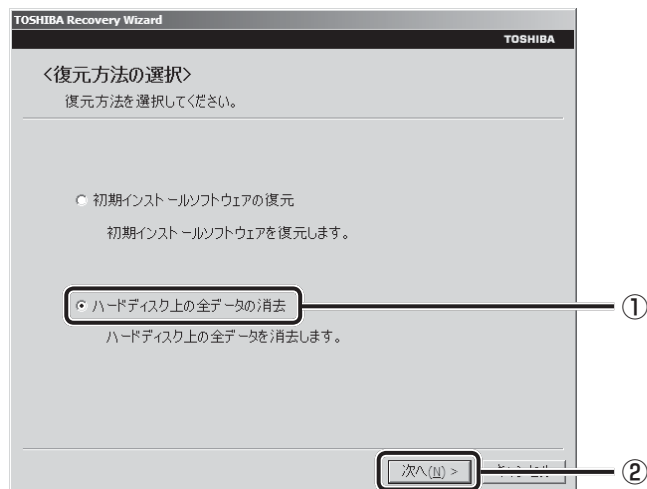 TOSHIBA Recovery Wizard
TOSHIBA
<復元方法の選択>
復元方法を選択してください。
初期インストールソフトウェアの復元
初期インストールソフトウェアを復元します。
ハードディスク上の全データの消去
①
ハードディスク上の全データを消去します。
次へ(N) >
②